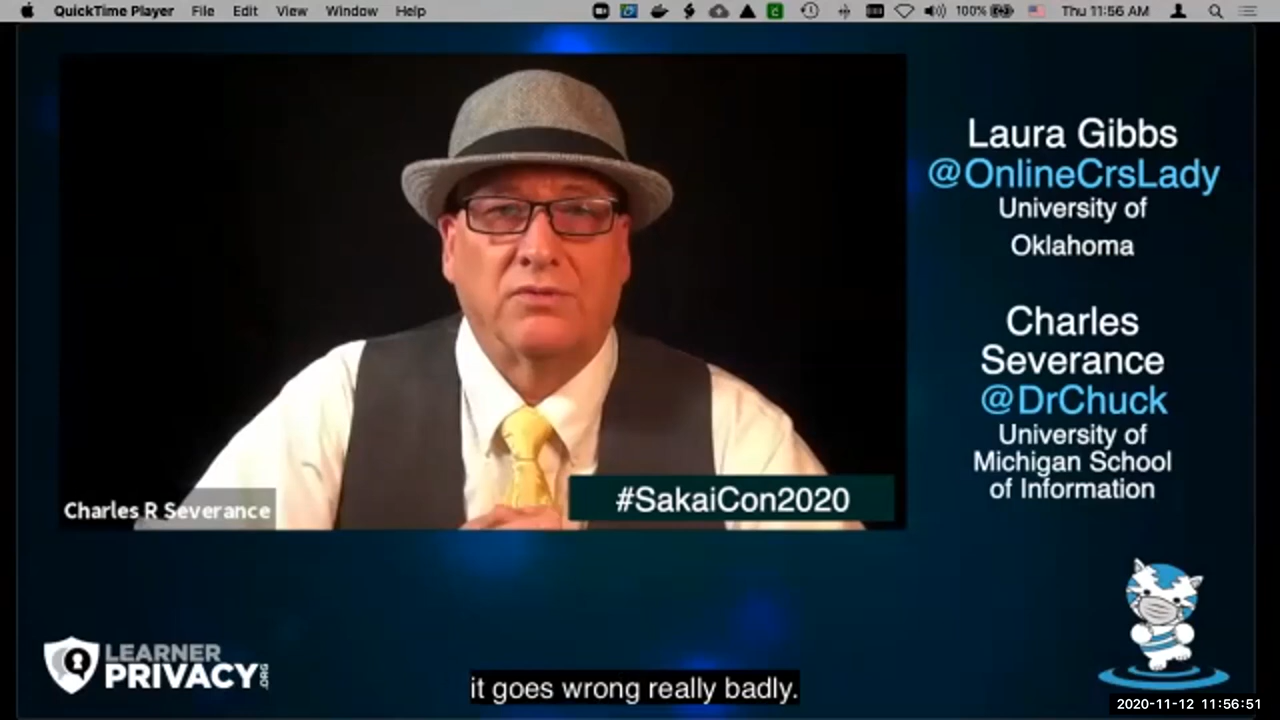 QuickTime Player File Edit View Window Help 100% Thu 11:56 AM
Laura Gibbs
@OnlineCrsLady
University of
Oklahoma
Charles
Severance
@DrChuck
University of
Michigan School
of Information
Charles R Severance
#SakaiCon2020
LEARNER
PRIVACY.ORG
it goes wrong really badly.
2020-11-12 11:56:51